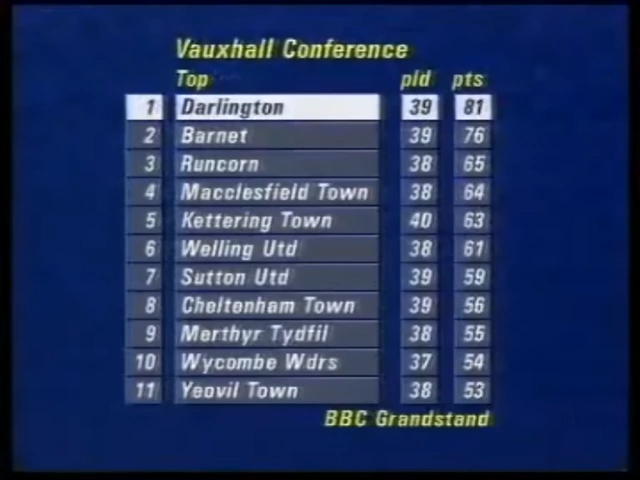 Vauxhall Conference
Top pld pts
1 Darlington 39 81
2 Barnet 39 76
3 Runcorn 38 65
4 Macclesfield Town 38 64
5 Kettering Town 40 63
6 Welling Utd 38 61
7 Sutton Utd 39 59
8 Cheltenham Town 39 56
9 Merthyr Tydfil 38 55
10 Wycombe Wdrs 37 54
11 Yeovil Town 38 53
BBC Grandstand